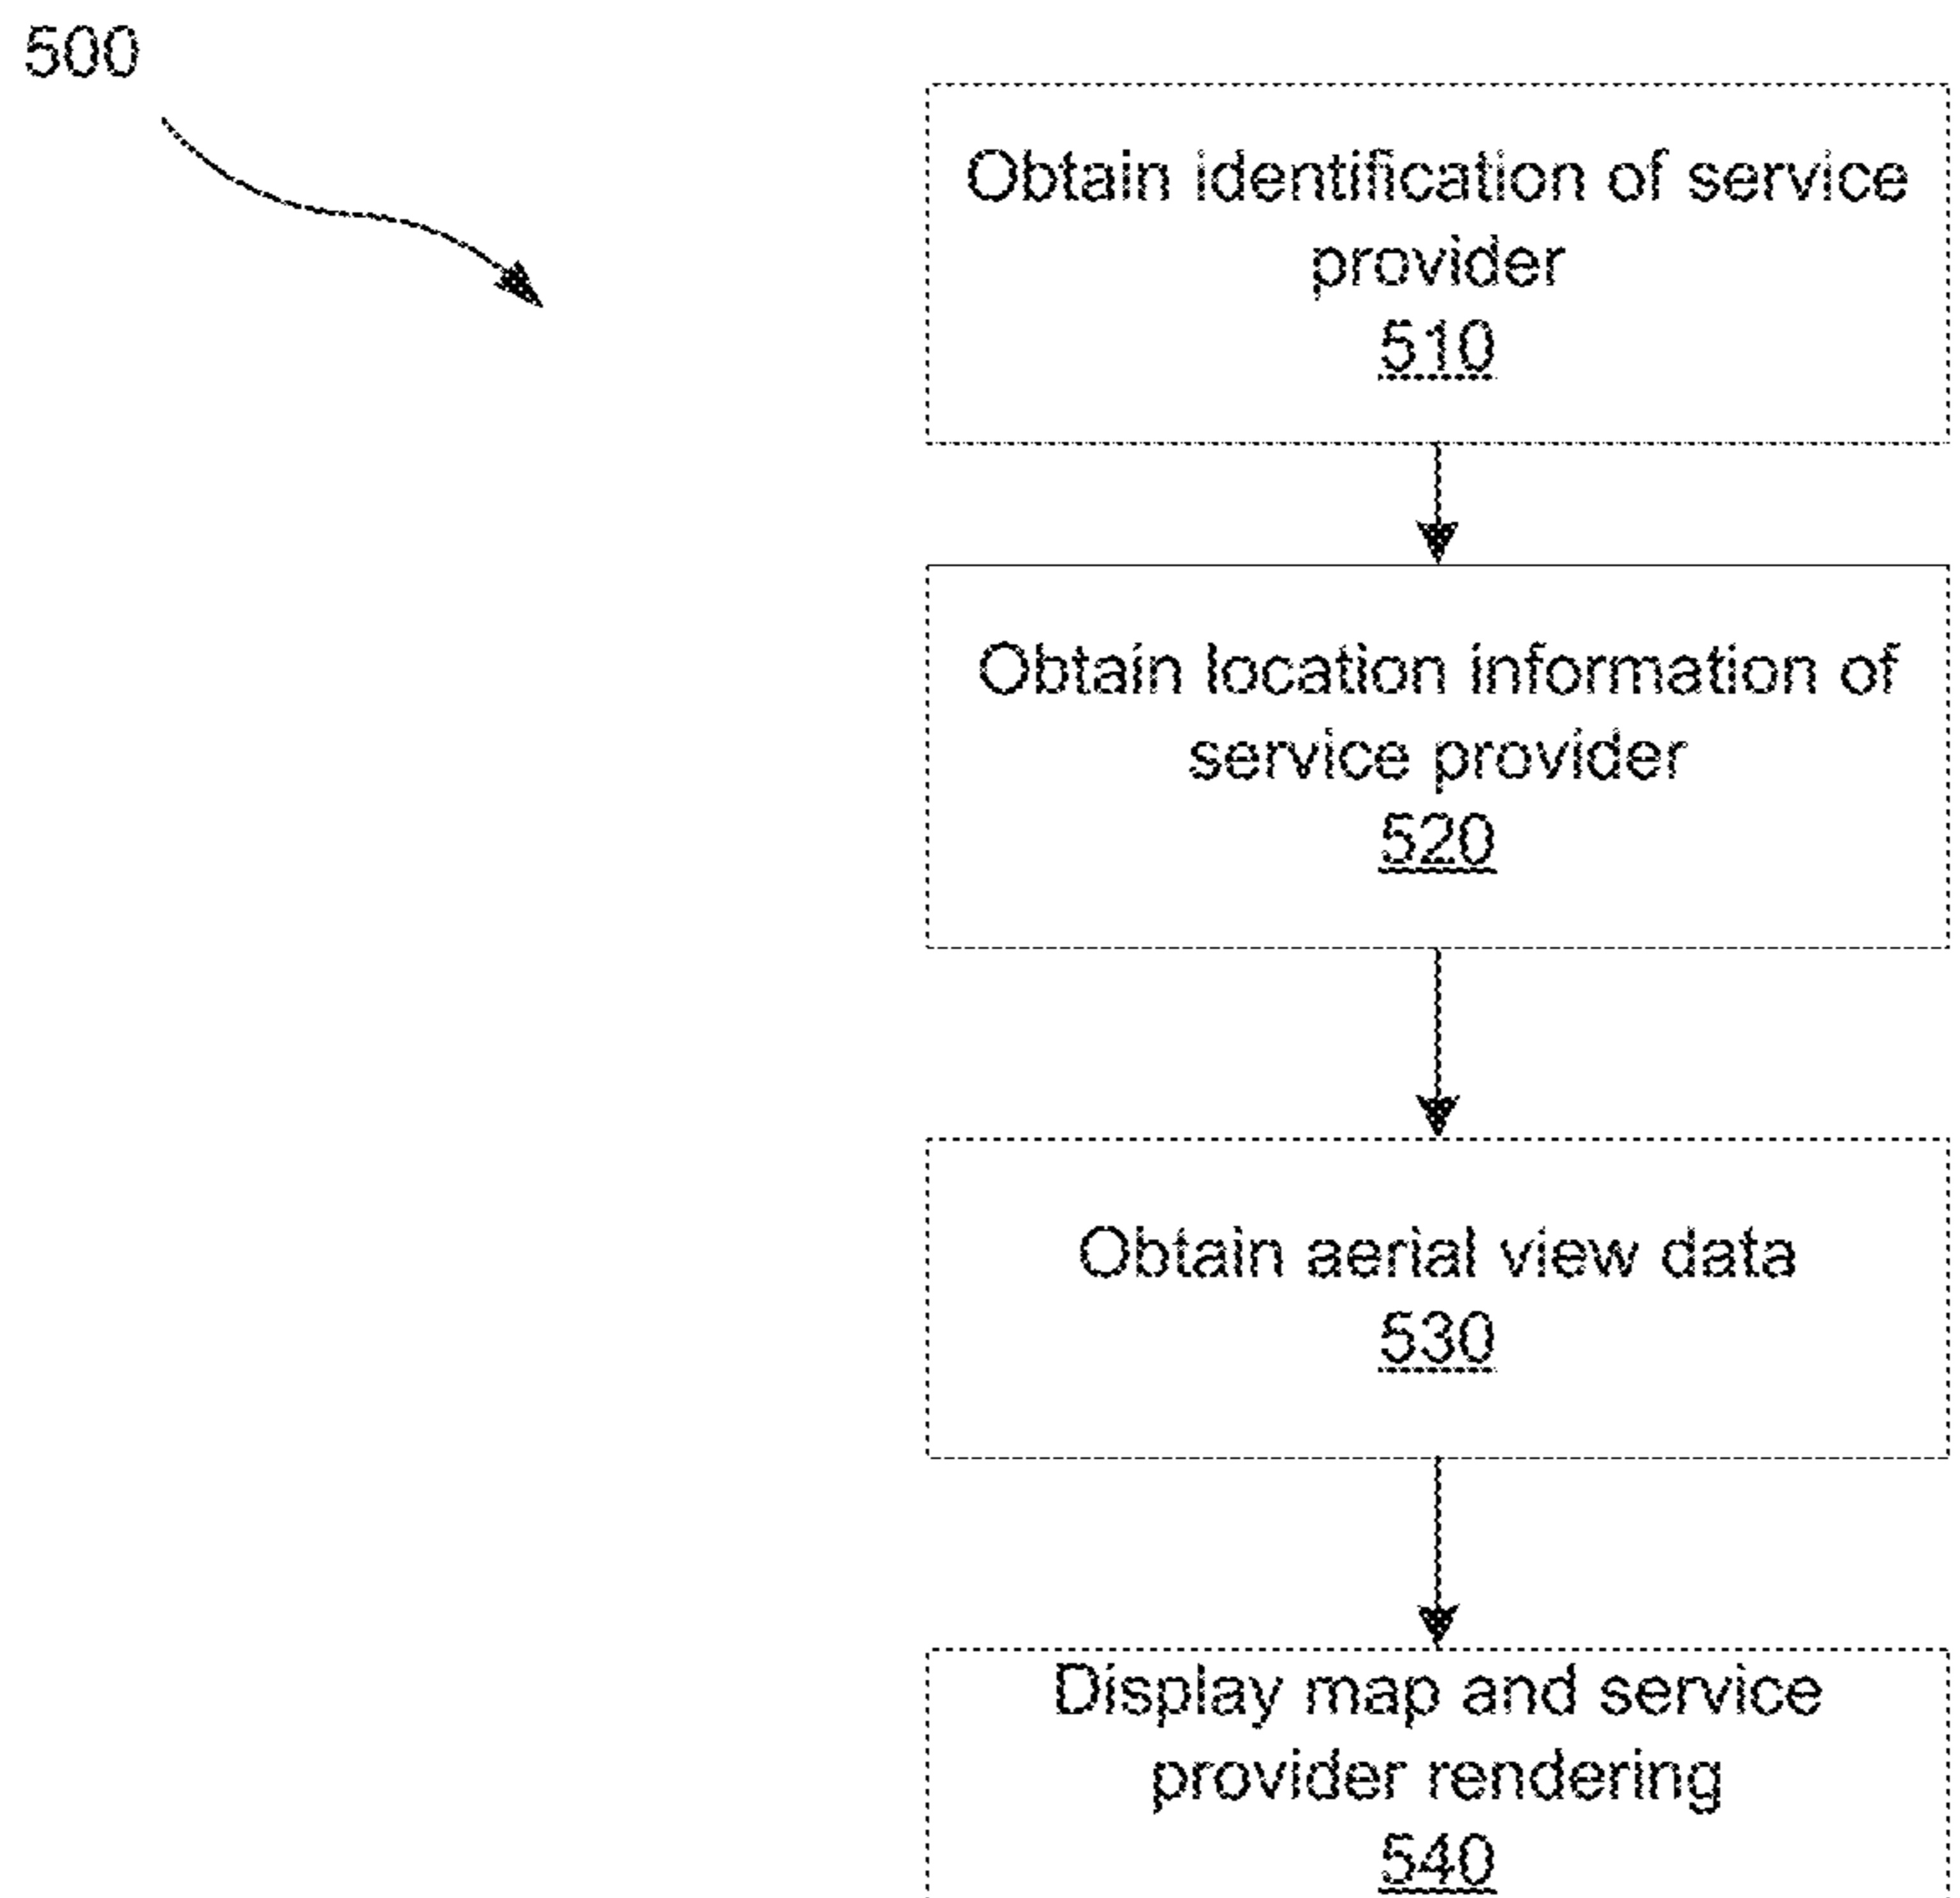 500
Obtain identification of service
provider
510
Obtain location information of
service provider
520
Obtain aerial view data
530
Display map and service
provider rendering
540